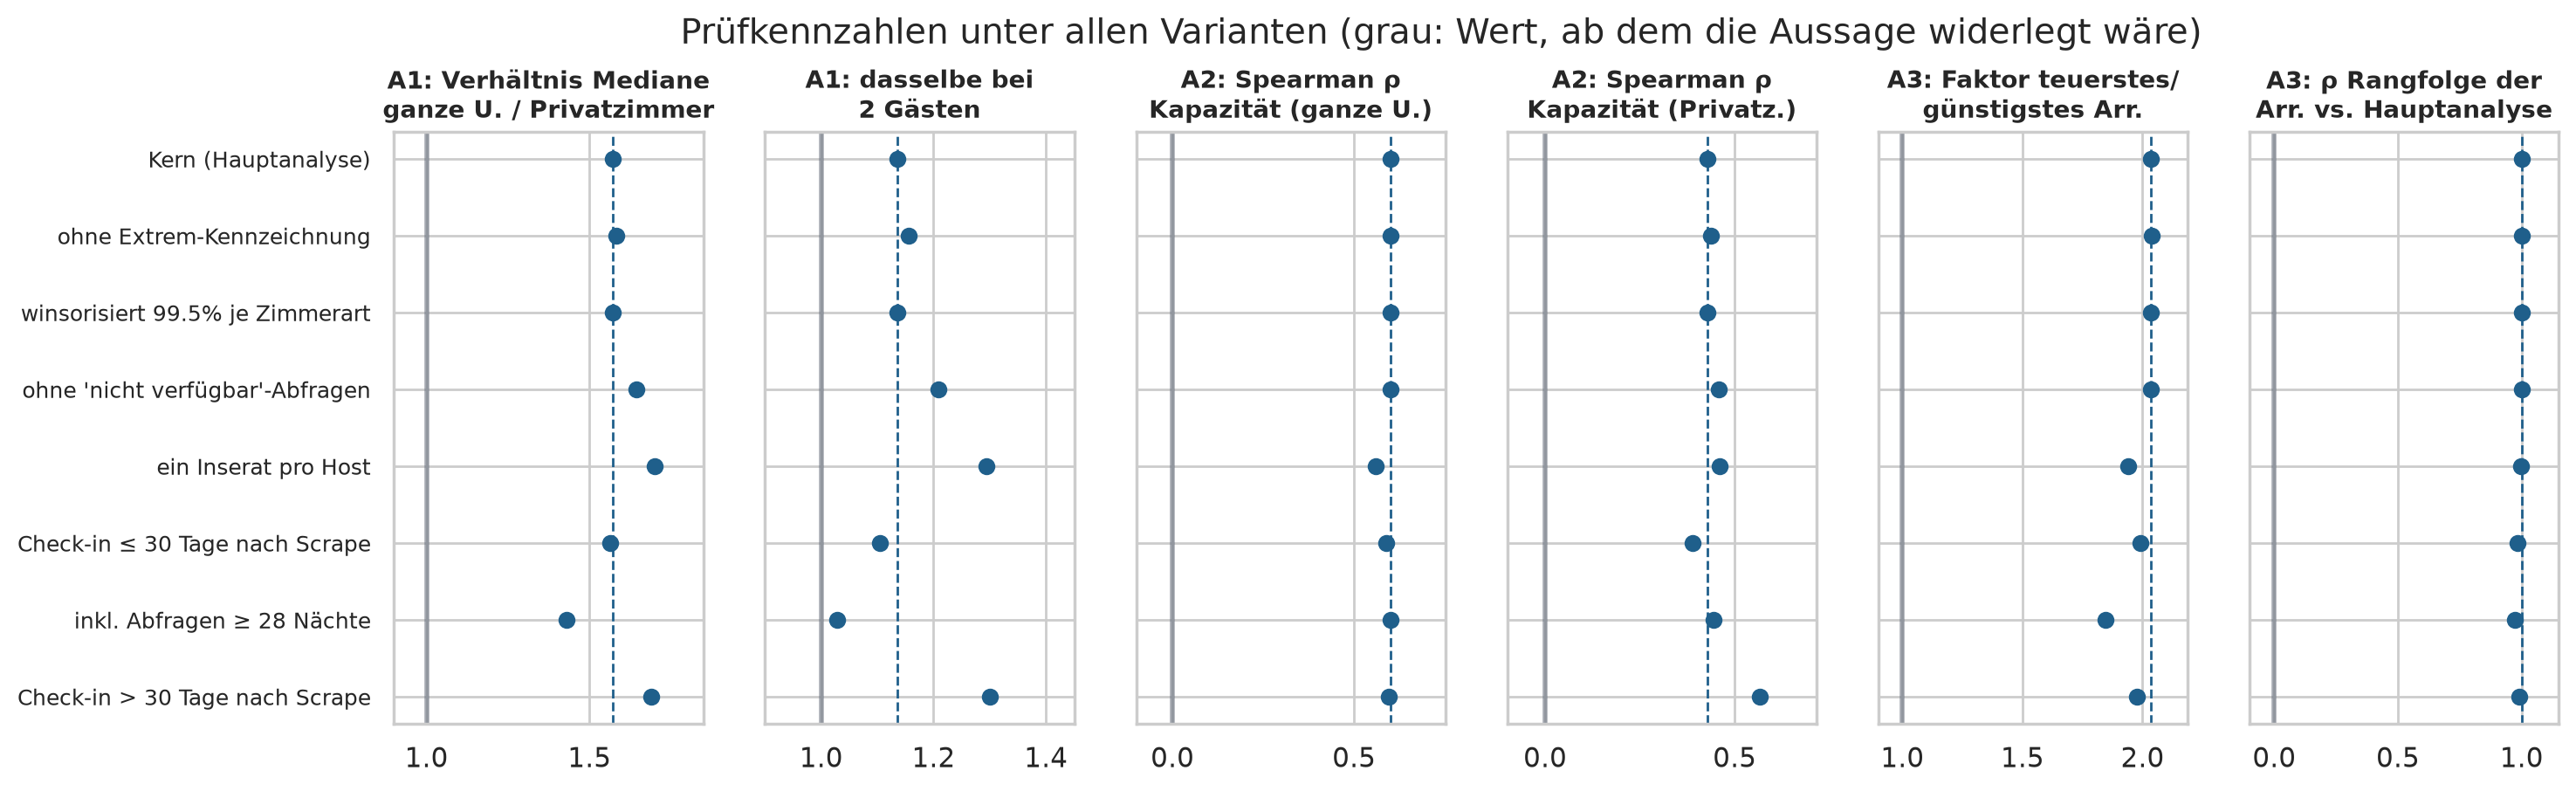 Prüfkennzahlen unter allen Varianten (grau: Wert, ab dem die Aussage widerlegt wäre)
A1: Verhältnis Mediane
ganze U. / Privatzimmer
A1: dasselbe bei
2 Gästen
A2: Spearman ρ
Kapazität (ganze U.)
A2: Spearman ρ
Kapazität (Privatz.)
A3: Faktor teuerstes/
günstigstes Arr.
A3: ρ Rangfolge der
Arr. vs. Hauptanalyse
Kern (Hauptanalyse)
ohne Extrem-Kennzeichnung
winsorisiert 99.5% je Zimmerart
ohne 'nicht verfügbar'-Abfragen
ein Inserat pro Host
Check-in ≤ 30 Tage nach Scrape
inkl. Abfragen ≥ 28 Nächte
Check-in > 30 Tage nach Scrape
1.0 1.5
1.0 1.2 1.4
0.0 0.5
0.0 0.5
1.0 1.5 2.0
0.0 0.5 1.0